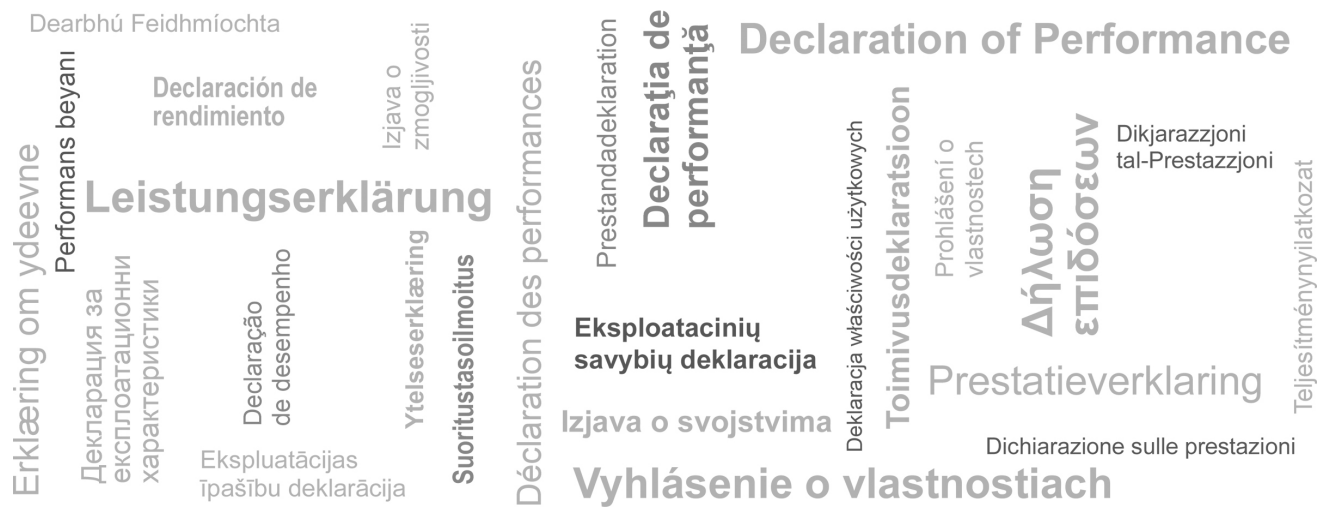 Dearbhú Feidhmíochta
Performans beyanı
Declaración de
rendimiento
Izjava o
zmogljivosti
Erklæring om ydeevne
Leistungserklärung
Декларация за
експлоатационни
характеристики
Declaração
de desempenho
Ytelseserklæring
Suoritustasoilmoitus
Ekspluatācijas
īpašību deklarācija
Déclaration des performances
Prestandadeklaration
Declaraţia de
performanţă
Declaration of Performance
Eksploatacinių
savybių deklaracija
Izjava o svojstvima
Deklaracja właściwości użytkowych
Toimivusdeklaratsioon
Prohlášení o
vlastnostech
Δήλωση
επιδόσεων
Dikjarazzjoni
tal-Prestazzjoni
Teljesítménynyilatkozat
Prestatieverklaring
Dichiarazione sulle prestazioni
Vyhlásenie o vlastnostiach